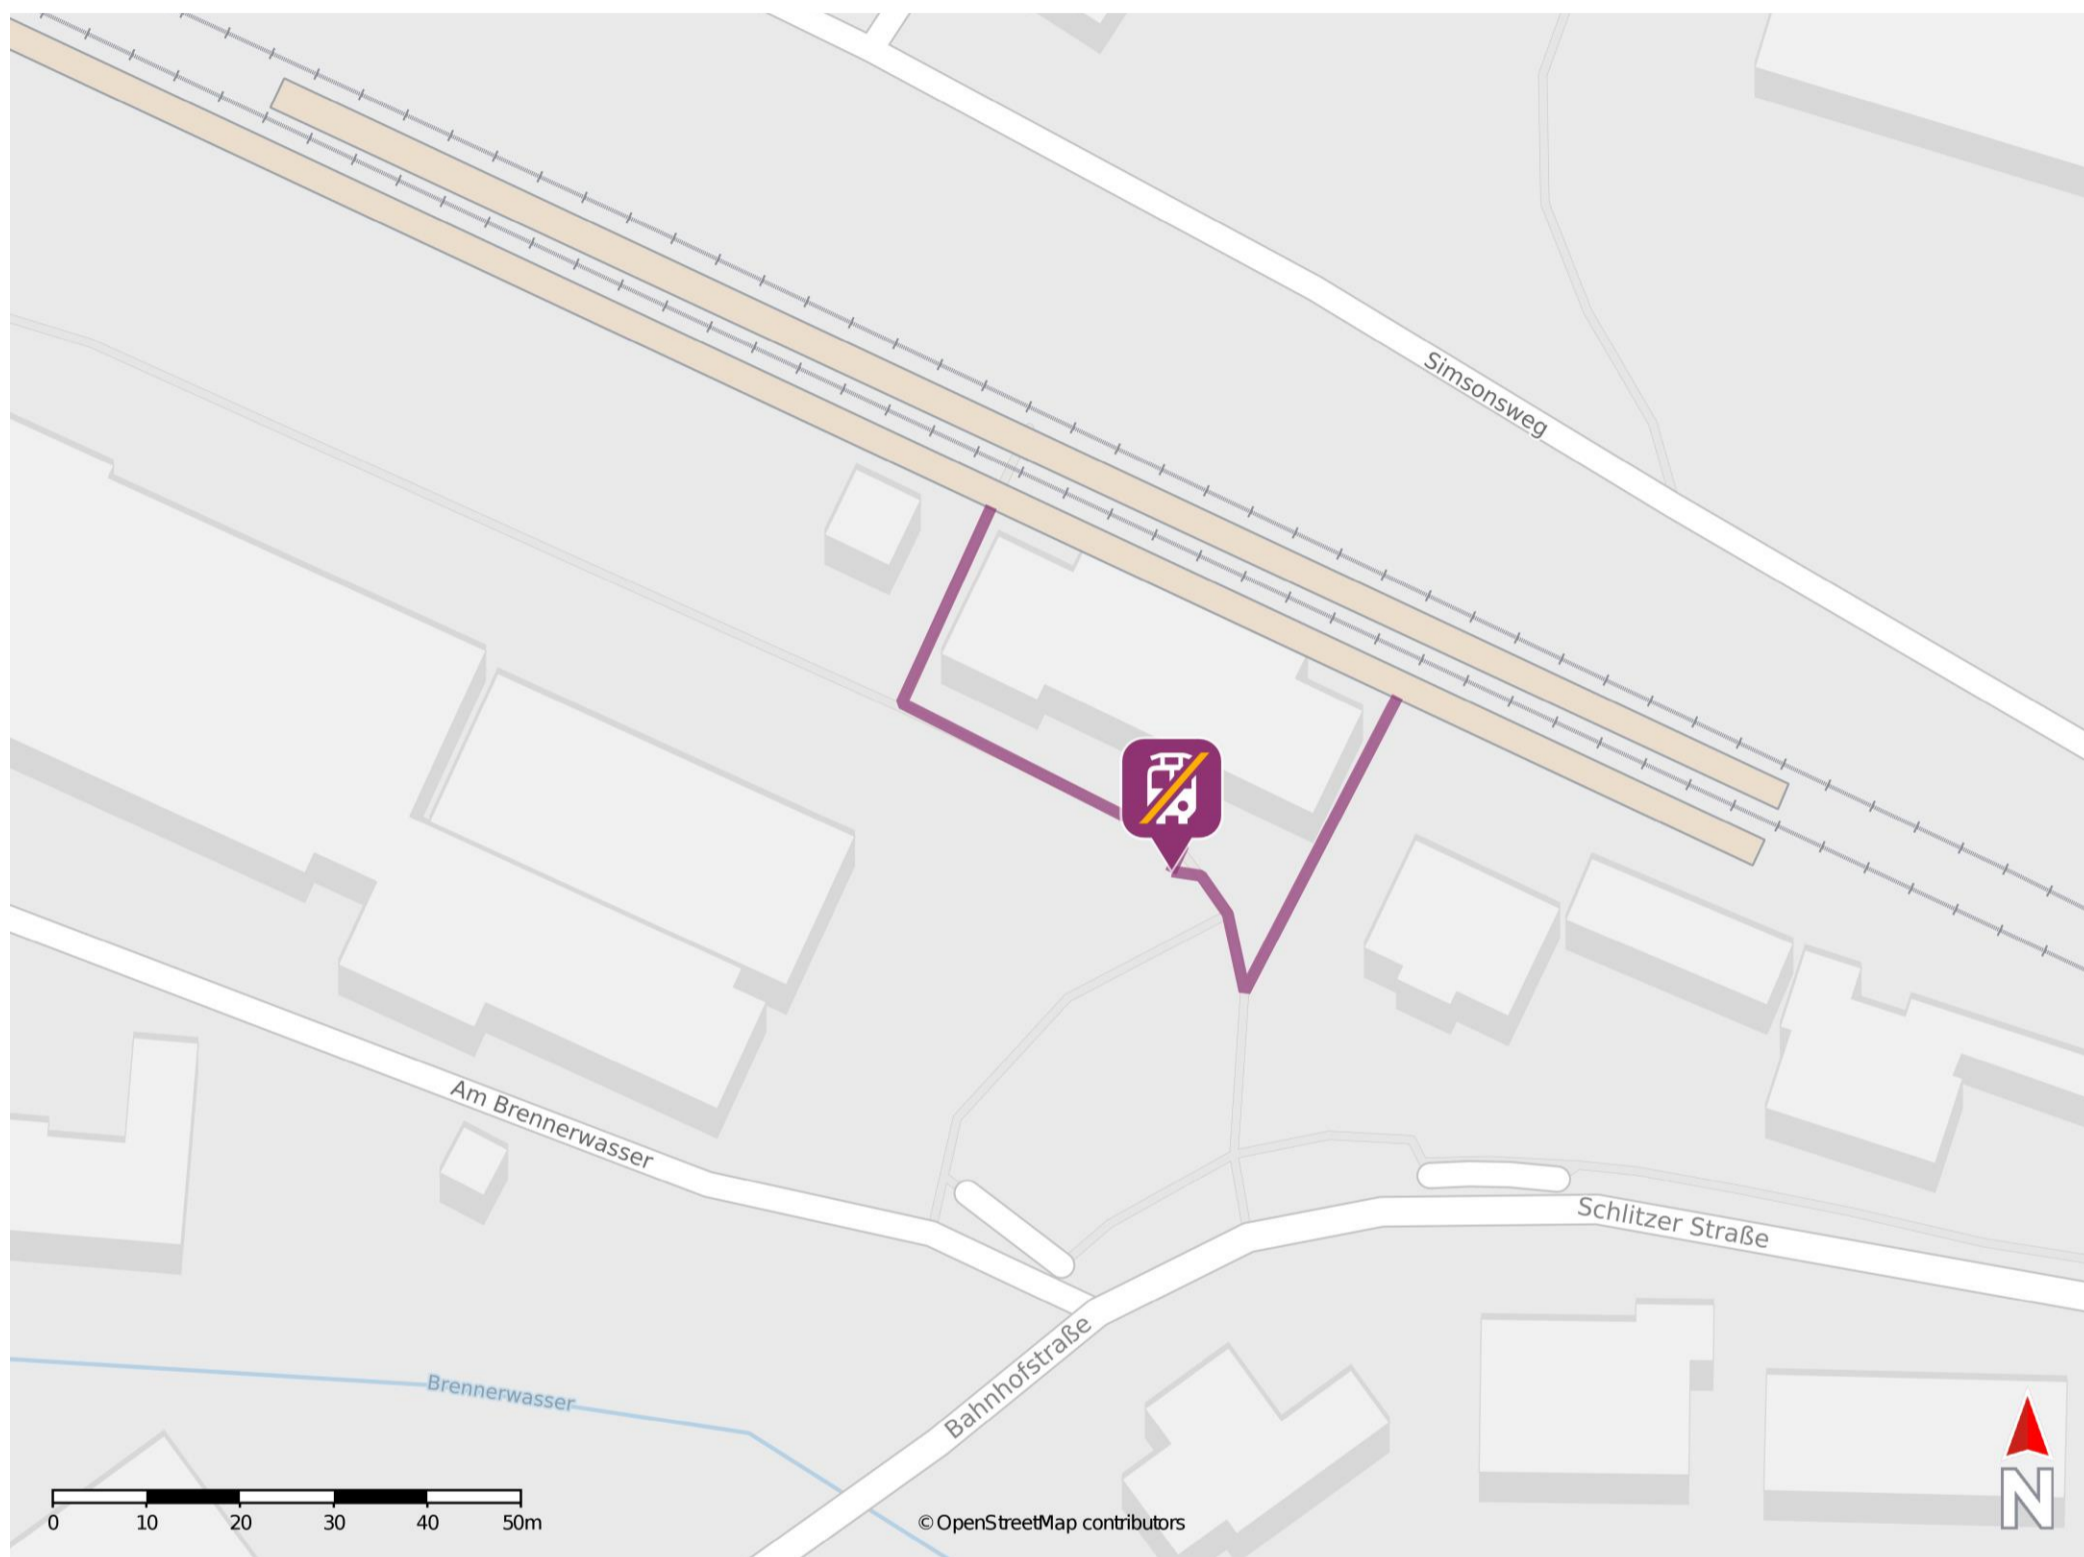 Simsonsweg
Am Brennerwasser
Schlitzer Straße
Bahnhofstraße
Brennerwasser
N
0 10 20 30 40 50m
© OpenStreetMap contributors